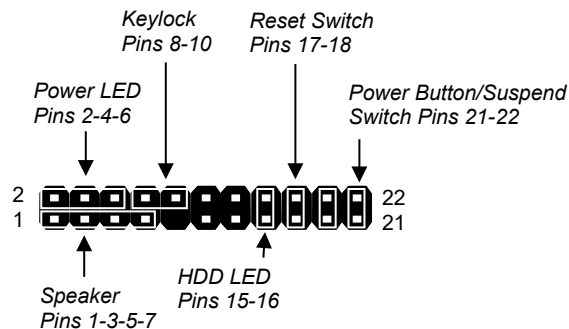 Keylock
Pins 8-10
Reset Switch
Pins 17-18
Power LED
Pins 2-4-6
Power Button/Suspend
Switch Pins 21-22
2
22
1
21
Speaker
Pins 1-3-5-7
HDD LED
Pins 15-16